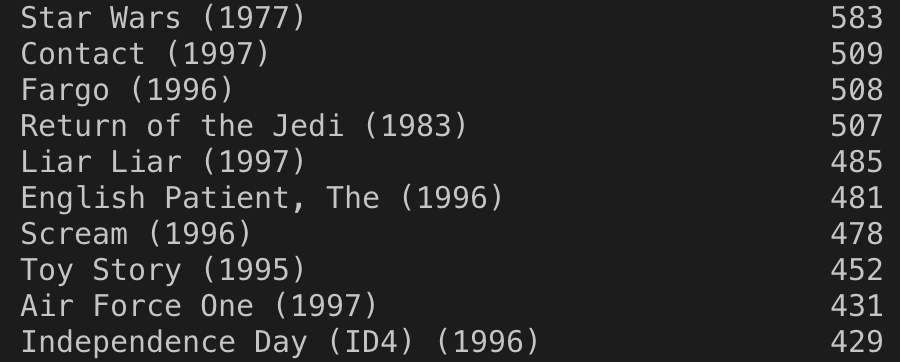 Star Wars (1977) 583
Contact (1997) 509
Fargo (1996) 508
Return of the Jedi (1983) 507
Liar Liar (1997) 485
English Patient, The (1996) 481
Scream (1996) 478
Toy Story (1995) 452
Air Force One (1997) 431
Independence Day (ID4) (1996) 429